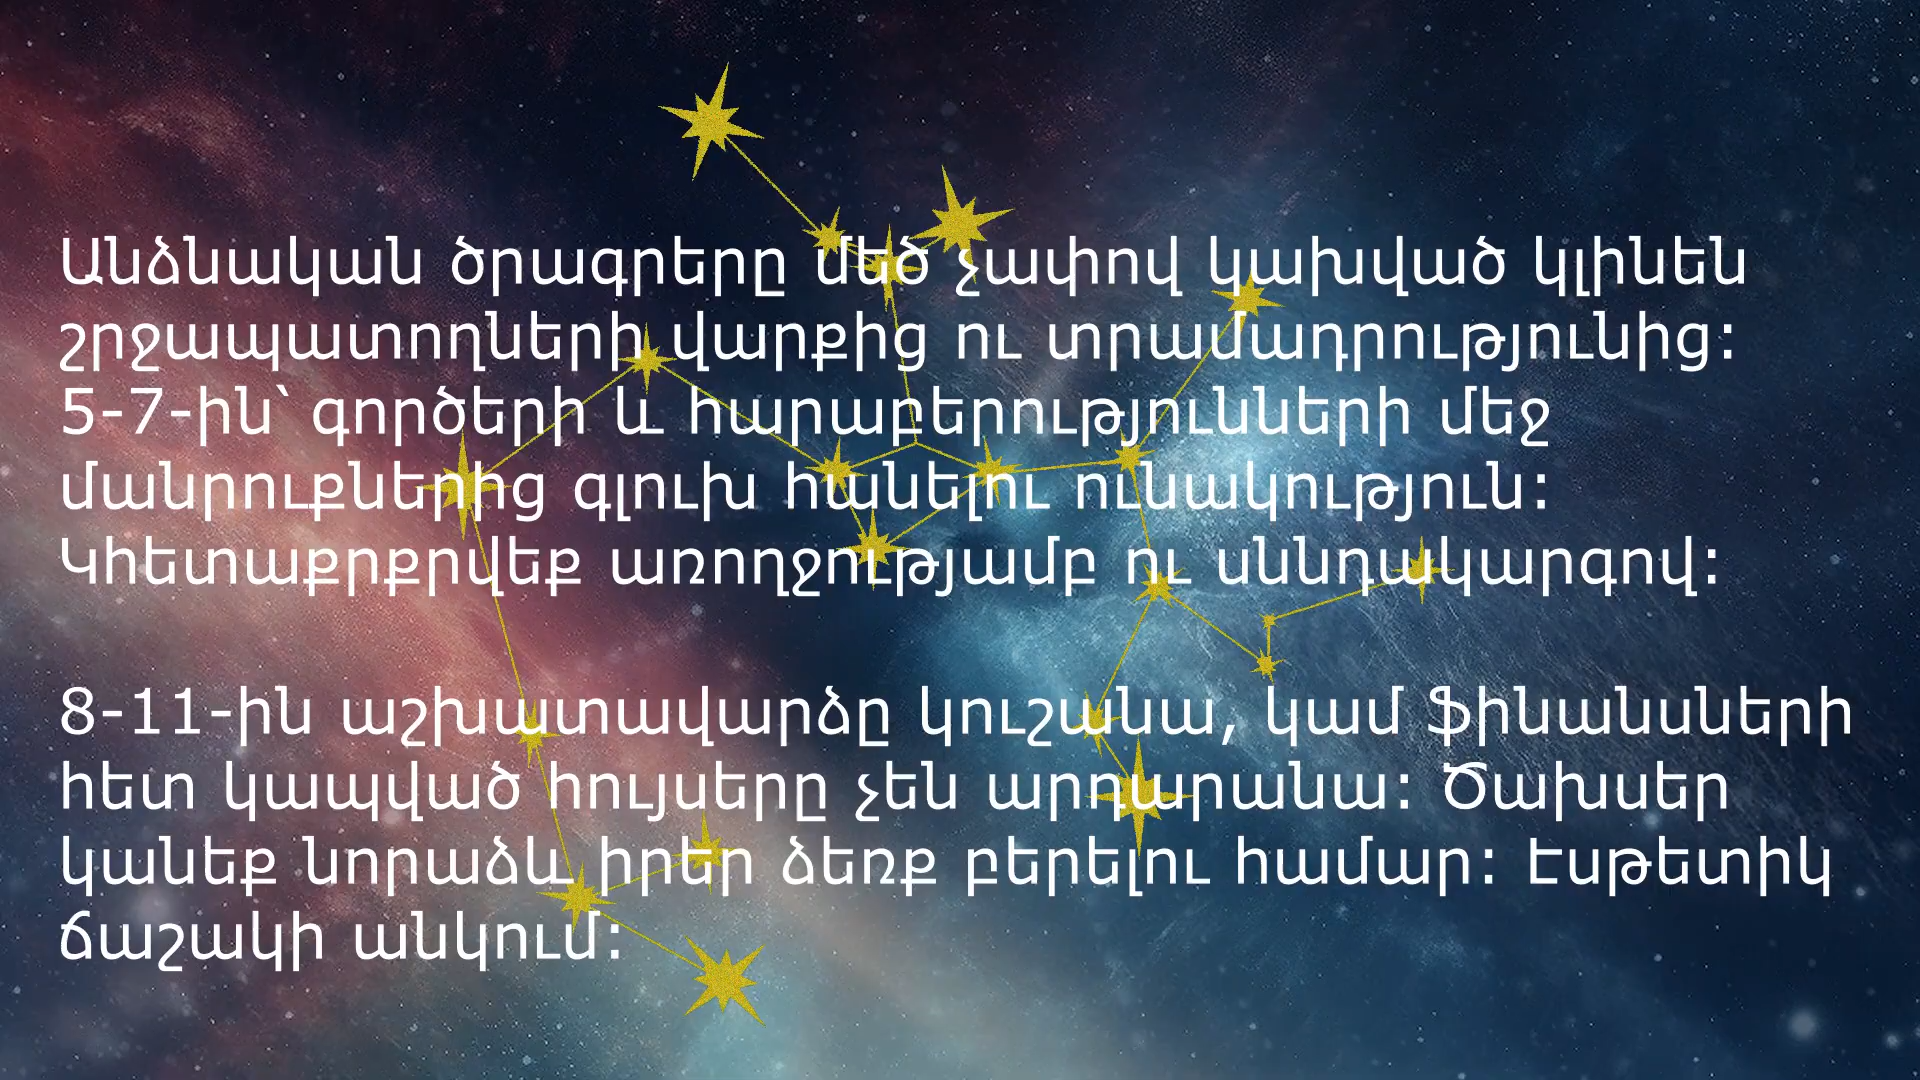 Անձնական ծրագրերը մեծ չափով կախված կլինեն
շրջապատողների վարքից ու տրամադրությունից:
5-7-ին՝ գործերի և հարաբերությունների մեջ
մանրուքներից գլուխ հանելու ունակություն:
Կհետաքրքրվեք առողջությամբ ու սննդակարգով:
8-11-ին աշխատավարձը կուշանա, կամ ֆինանսների
հետ կապված հույսերը չեն արդարանա: Ծախսեր
կանեք նորաձև իրեր ձեռք բերելու համար: Էսթետիկ
ճաշակի անկում: